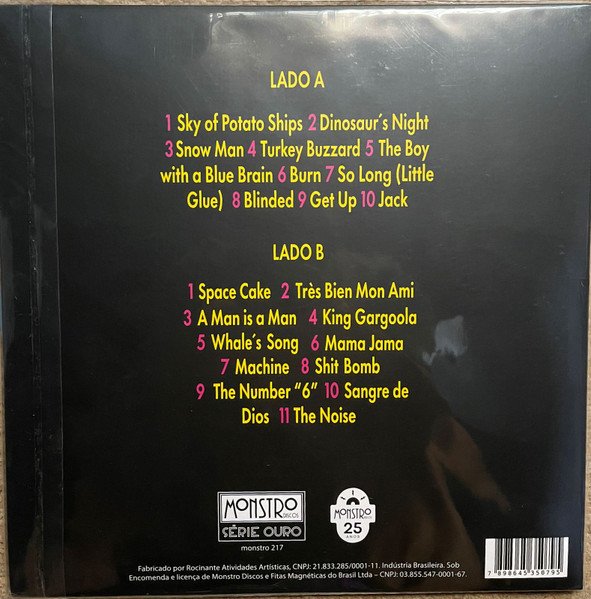 LADO A
1 Sky of Potato Ships 2 Dinosaur´s Night
3 Snow Man 4 Turkey Buzzard 5 The Boy
with a Blue Brain 6 Burn 7 So Long (Little
Glue) 8 Blinded 9 Get Up 10 Jack
LADO B
1 Space Cake 2 Très Bien Mon Ami
3 A Man is a Man 4 King Gargoola
5 Whale's Song 6 Mama Jama
7 Machine 8 Shit Bomb
9 The Number “6” 10 Sangre de
Dios 11 The Noise
MONSTRO
DISCOS
SÉRIE OURO
monstro 217
MONSTRO
25
ANOS
Fabricado por Rocinante Atividades Artísticas, CNPJ: 21.833.285/0001-11. Indústria Brasileira. Sob
Encomenda e licença de Monstro Discos e Fitas Magnéticas do Brasil Ltda – CNPJ: 03.855.547/0001-67.
7 898645 350795